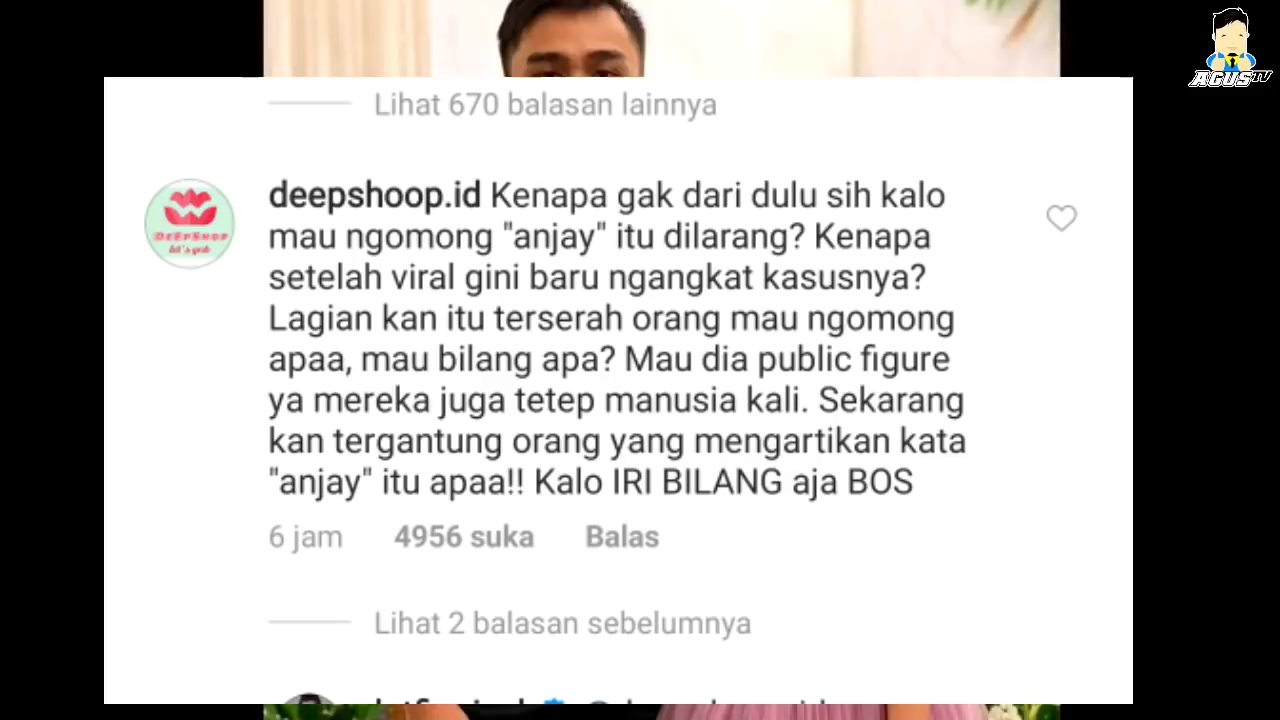 AGUS TV
Lihat 670 balasan lainnya
deepshoop.id Kenapa gak dari dulu sih kalo
mau ngomong "anjay" itu dilarang? Kenapa
setelah viral gini baru ngangkat kasusnya?
Lagian kan itu terserah orang mau ngomong
apaa, mau bilang apa? Mau dia public figure
ya mereka juga tetep manusia kali. Sekarang
kan tergantung orang yang mengartikan kata
"anjay" itu apaa!! Kalo IRI BILANG aja BOS
DEEPSHOP
6 jam 4956 suka Balas
Lihat 2 balasan sebelumnya